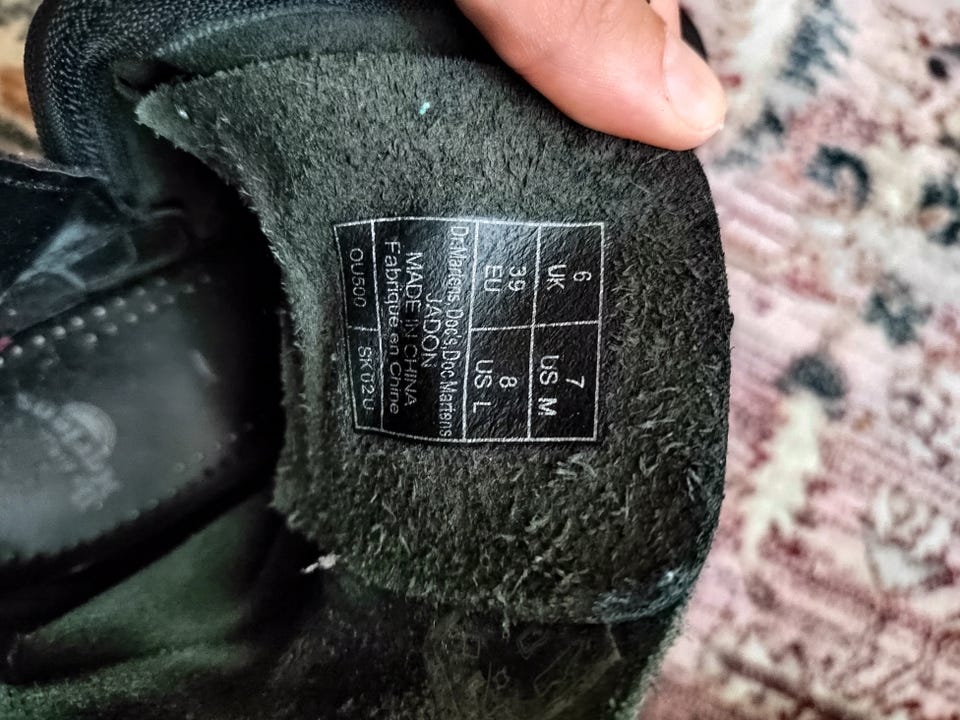 6
UK
7
US M
39
EU
8
US L
Dr.Martens, Doc's, Doc Martens
JADON
MADE IN CHINA
Fabriqué en Chine
OU500
SK02U